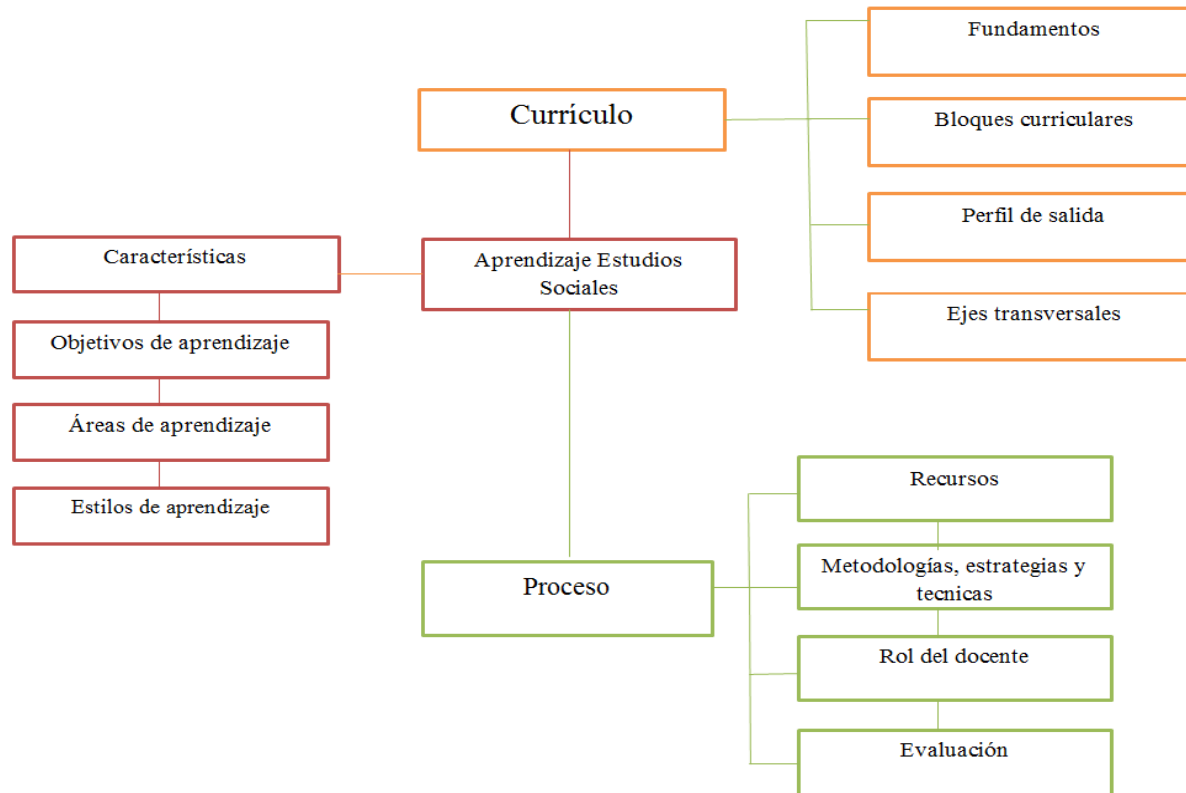 Fundamentos
Currículo
Bloques curriculares
Perfil de salida
Características
Aprendizaje Estudios
Sociales
Ejes transversales
Objetivos de aprendizaje
Áreas de aprendizaje
Estilos de aprendizaje
Recursos
Proceso
Metodologías, estrategias y
tecnicas
Rol del docente
Evaluación